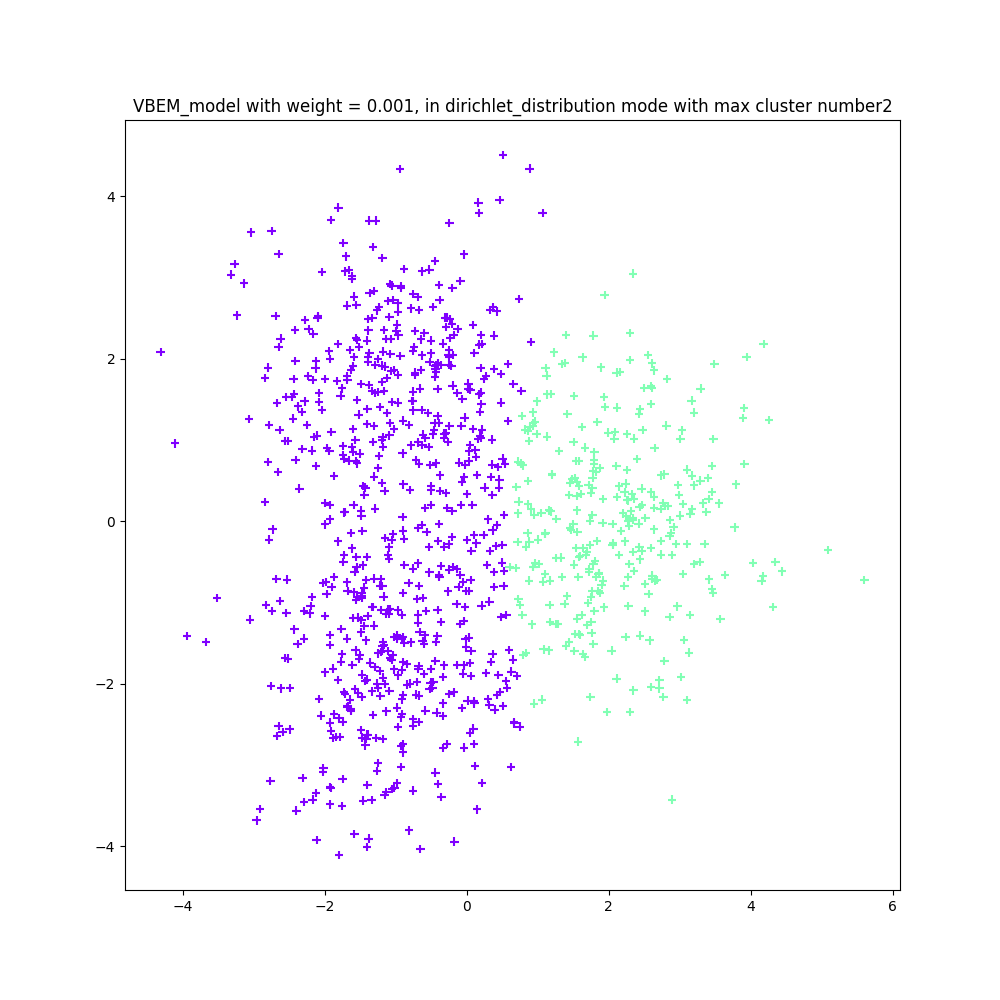 VBEM_model with weight = 0.001, in dirichlet_distribution mode with max cluster number2
4
2
0
−2
−4
−4 −2 0 2 4 6